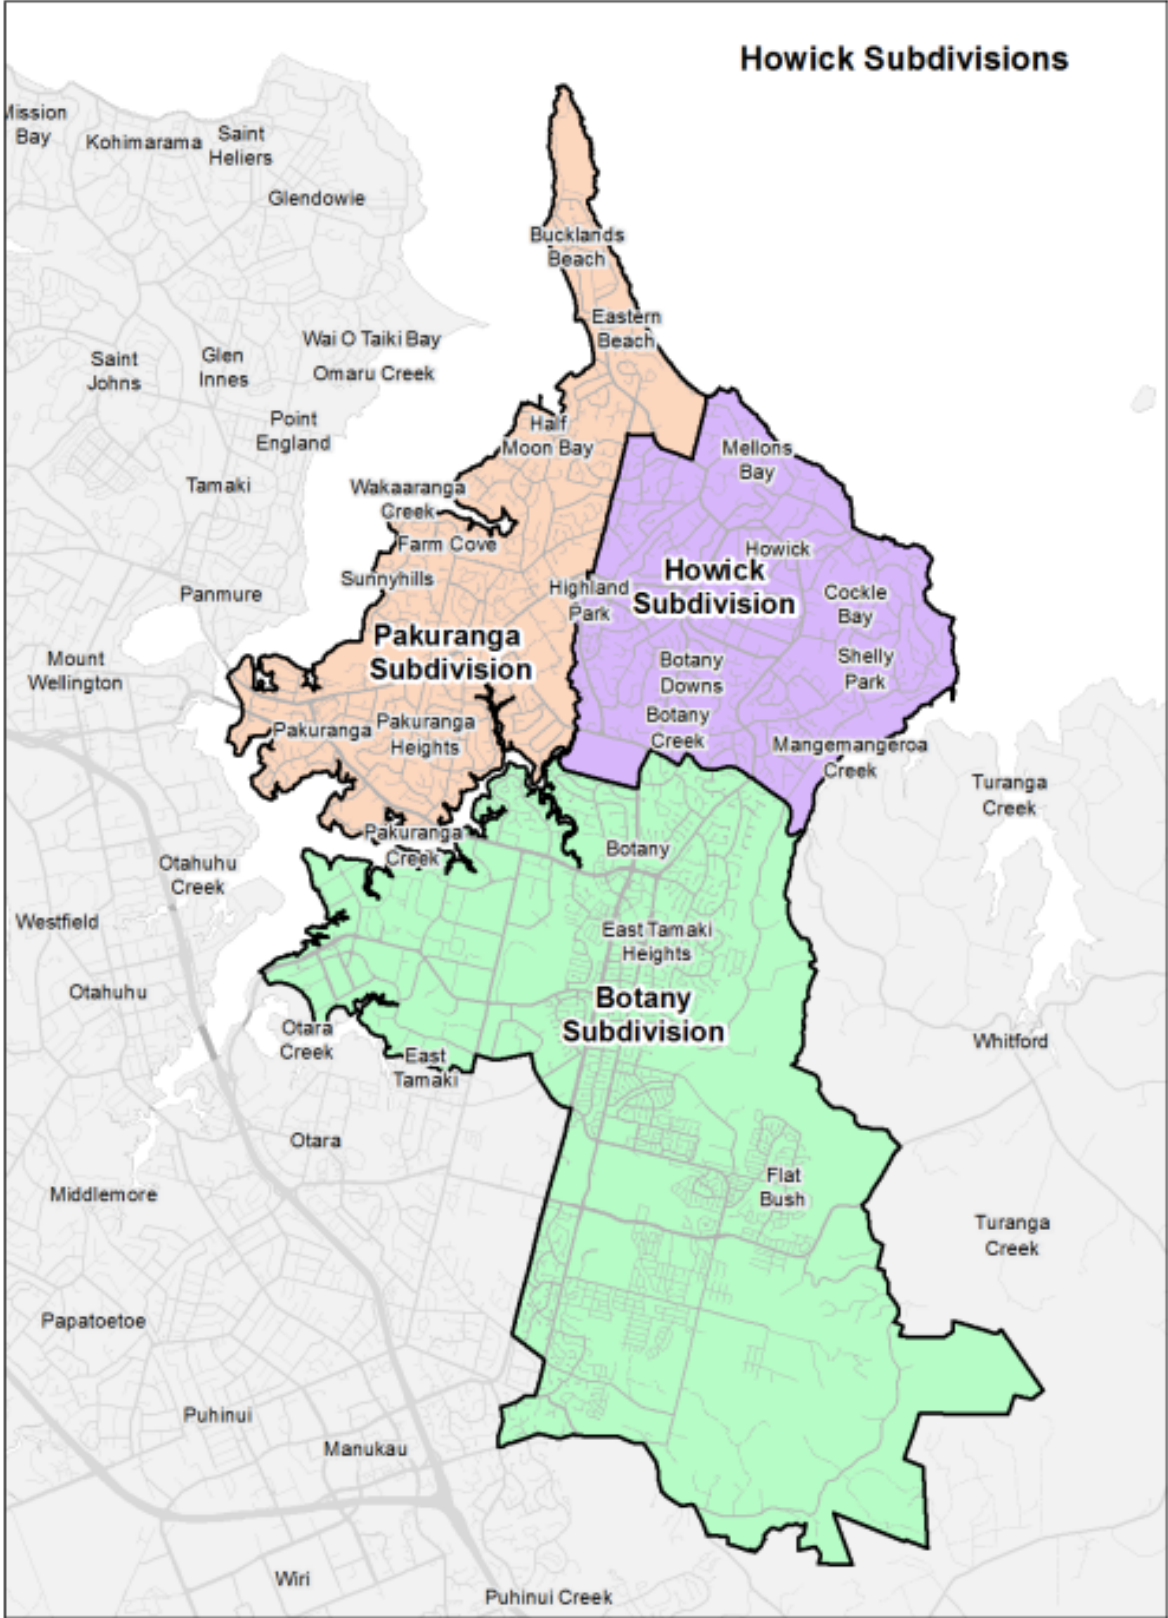 Howick Subdivisions
Mission
Bay
Kohimarama
Saint
Heliers
Glendowie
Bucklands
Beach
Eastern
Beach
Wai O Taiki Bay
Omaru Creek
Saint
Johns
Glen
Innes
Point
England
Half
Moon Bay
Mellons
Bay
Tamaki
Wakaaranga
Creek
Farm Cove
Sunnyhills
Howick
Howick
Subdivision
Highland
Park
Cockle
Bay
Panmure
Pakuranga
Subdivision
Mount
Wellington
Botany
Downs
Shelly
Park
Pakuranga
Pakuranga
Heights
Botany
Creek
Mangemangeroa
Creek
Turanga
Creek
Pakuranga
Creek
Botany
Otahuhu
Creek
Westfield
East Tamaki
Heights
Otahuhu
Botany
Subdivision
Otara
Creek
East
Tamaki
Whitford
Otara
Middlemore
Flat
Bush
Turanga
Creek
Papatoetoe
Puhinui
Manukau
Wiri
Puhinui Creek